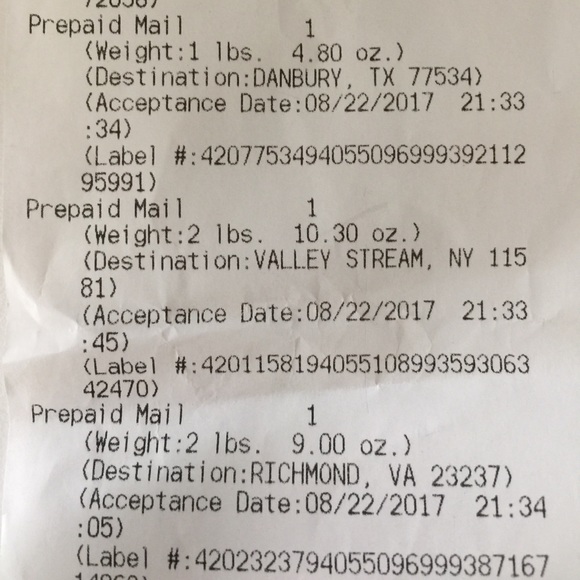 Prepaid Mail 1
(Weight:1 lbs. 4.80 oz.)
(Destination:DANBURY, TX 77534)
(Acceptance Date:08/22/2017 21:33
:34)
(Label #:4207753494055096999392112
95991)
Prepaid Mail 1
(Weight:2 lbs. 10.30 oz.)
(Destination:VALLEY STREAM, NY 115
81)
(Acceptance Date:08/22/2017 21:33
:45)
(Label #:4201158194055108993593063
42470)
Prepaid Mail 1
(Weight:2 lbs. 9.00 oz.)
(Destination:RICHMOND, VA 23237)
(Acceptance Date:08/22/2017 21:34
:05)
(Label #:4202323794055096999387167